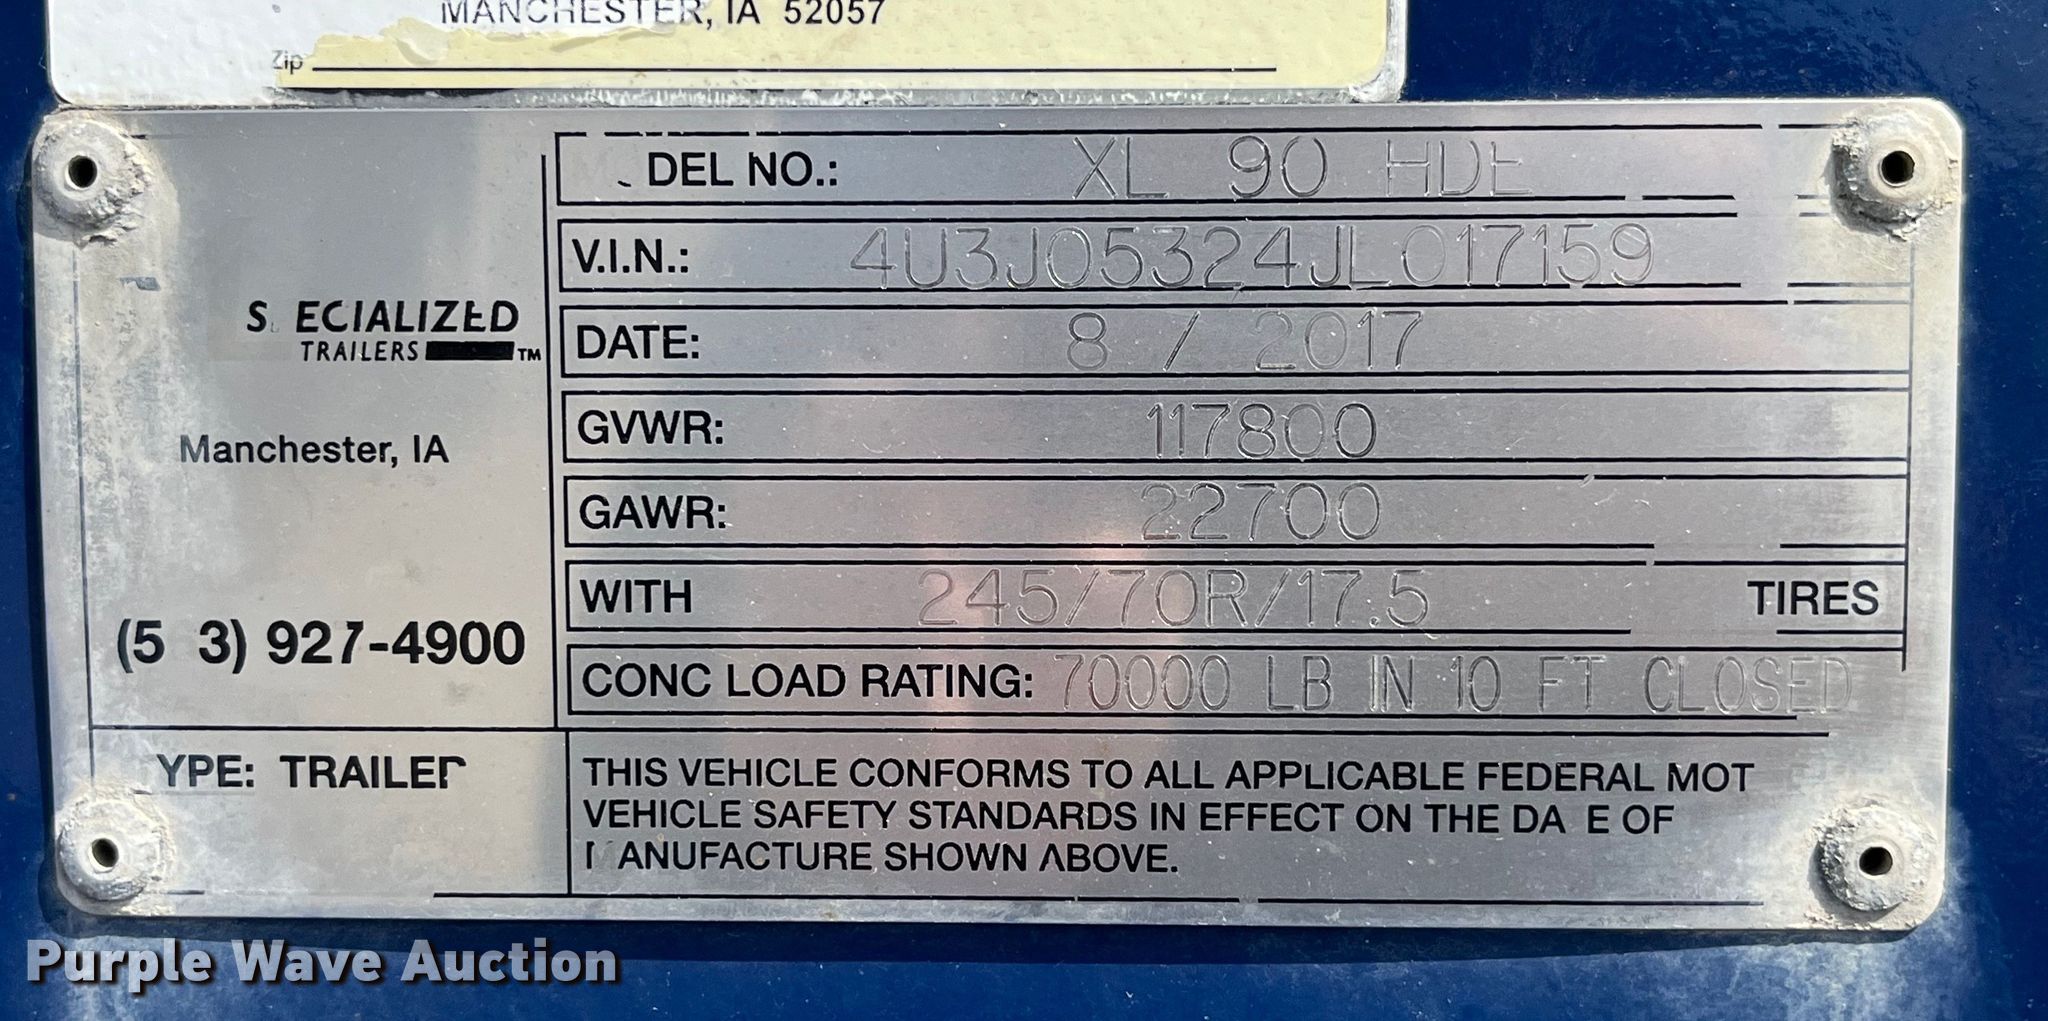 MANCHESTER, IA 52057
Zip
DEL NO.: XL 90 HDE
V.I.N.: 4U3J05324JL017159
DATE: 8 / 2017
GVWR: 117800
GAWR: 22700
WITH 245/70R/17.5 TIRES
CONC LOAD RATING: 70000 LB IN 10 FT CLOSED
S ECIALIZED
TRAILERS TM
Manchester, IA
(5 3) 927-4900
YPE: TRAILER
THIS VEHICLE CONFORMS TO ALL APPLICABLE FEDERAL MOT
VEHICLE SAFETY STANDARDS IN EFFECT ON THE DA E OF
MANUFACTURE SHOWN ABOVE.
Purple Wave Auction